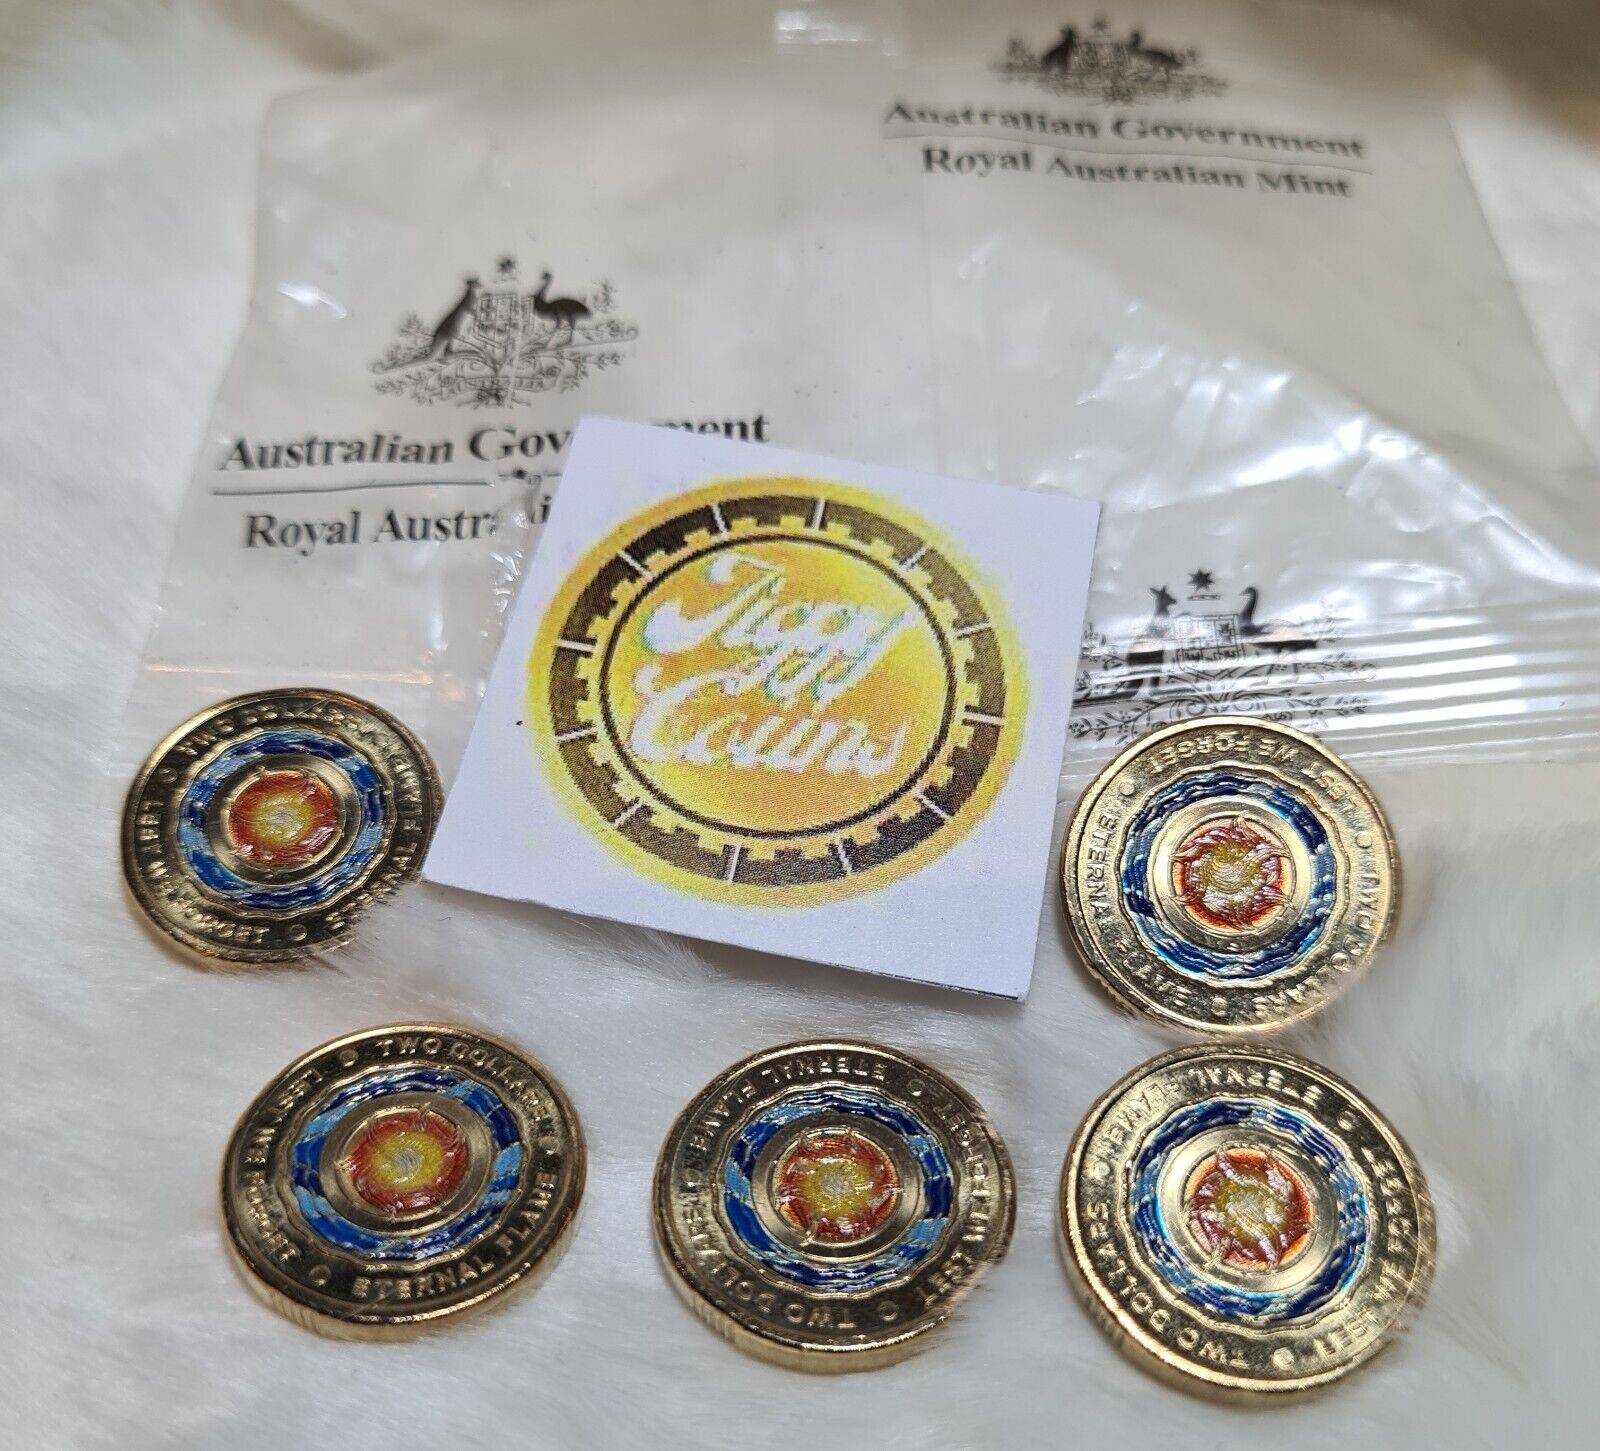 Australian Government
Royal Australian Mint
Australian Gov ment
Royal Austra
Jiggy
Coins
TWO DOLLARS LEST WE FORGET ETERNAL FLAME
TWO DOLLARS LEST WE FORGET ETERNAL FLAME
TWO DOLLARS LEST WE FORGET ETERNAL FLAME
TWO DOLLARS LEST WE FORGET ETERNAL FLAME
TWO DOLLARS LEST WE FORGET ETERNAL FLAME